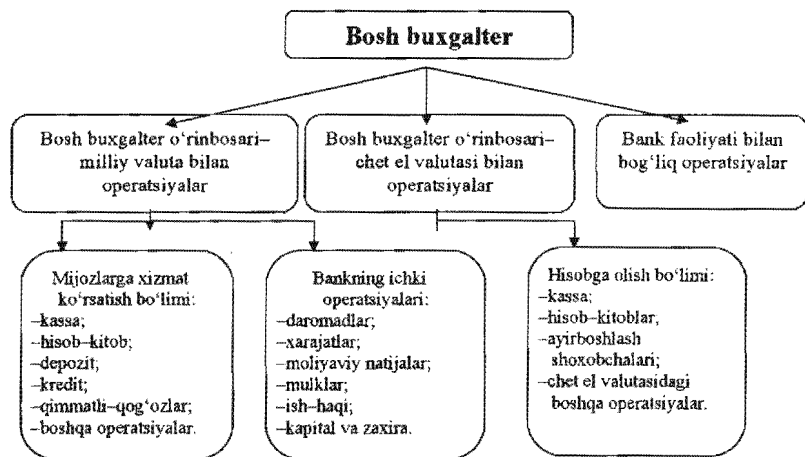 Bosh buxgalter
Bosh buxgalter o‘rinbosari–
milliy valuta bilan
operatsiyalar
Bosh buxgalter o‘rinbosari–
chet el valutasi bilan
operatsiyalar
Bank faoliyati bilan
bog‘liq operatsiyalar
Mijozlarga xizmat
ko‘rsatish bo‘limi:
–kassa;
–hisob–kitob;
–depozit;
–kredit;
–qimmatli–qog‘ozlar;
–boshqa operatsiyalar.
Bankning ichki
operatsiyalari:
–daromadlar;
–xarajatlar;
–moliyaviy natijalar;
–mulklar;
–ish–haqi;
–kapital va zaxira.
Hisobga olish bo‘limi:
–kassa;
–hisob–kitoblar,
–ayirboshlash
shoxobchalari;
–chet el valutasidagi
boshqa operatsiyalar.